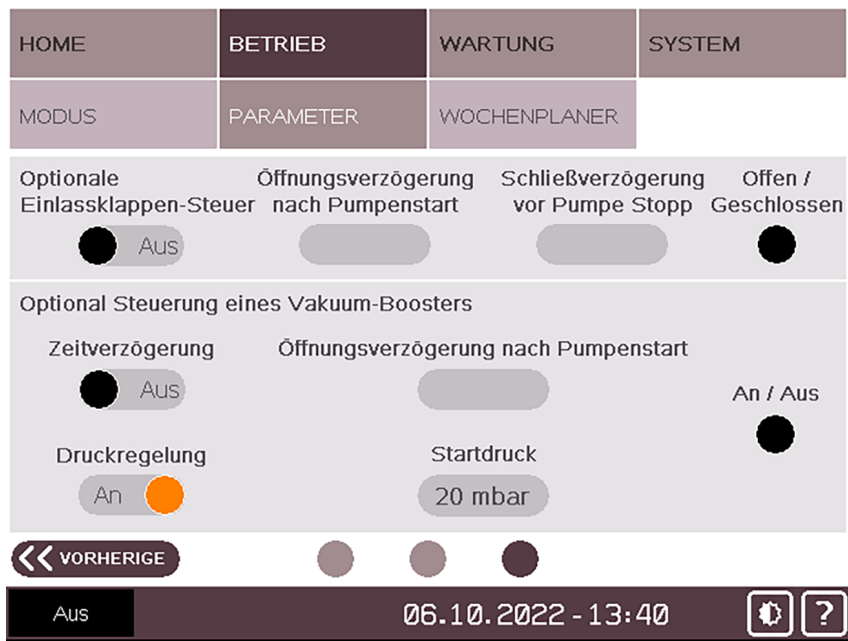 HOME BETRIEB WARTUNG SYSTEM
MODUS PARAMETER WOCHENPLANER
Optionale Öffnungsverzögerung Schließverzögerung Offen /
Einlassklappen-Steuer nach Pumpenstart vor Pumpe Stopp Geschlossen
Aus
Optional Steuerung eines Vakuum-Boosters
Zeitverzögerung Öffnungsverzögerung nach Pumpenstart
Aus
An / Aus
Druckregelung Startdruck
An 20 mbar
VORHERIGE
Aus 06.10.2022-13:40 ?